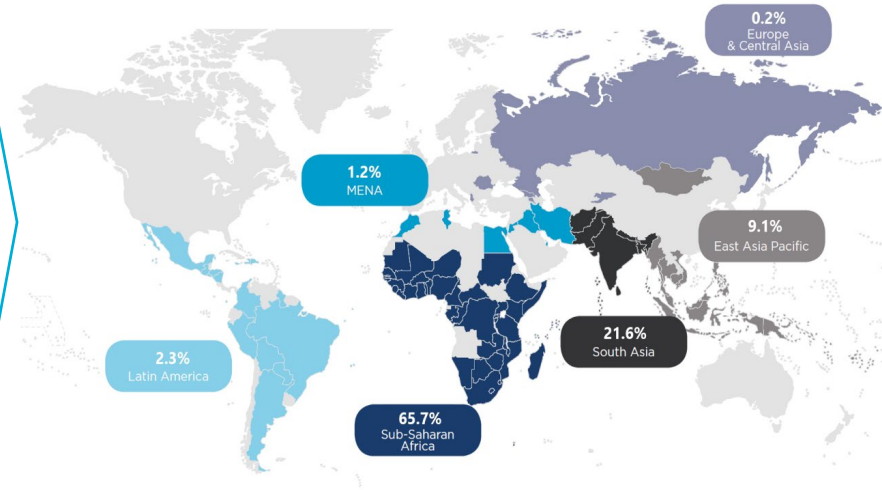 0.2%
Europe
& Central Asia
1.2%
MENA
9.1%
East Asia Pacific
21.6%
South Asia
2.3%
Latin America
65.7%
Sub-Saharan
Africa